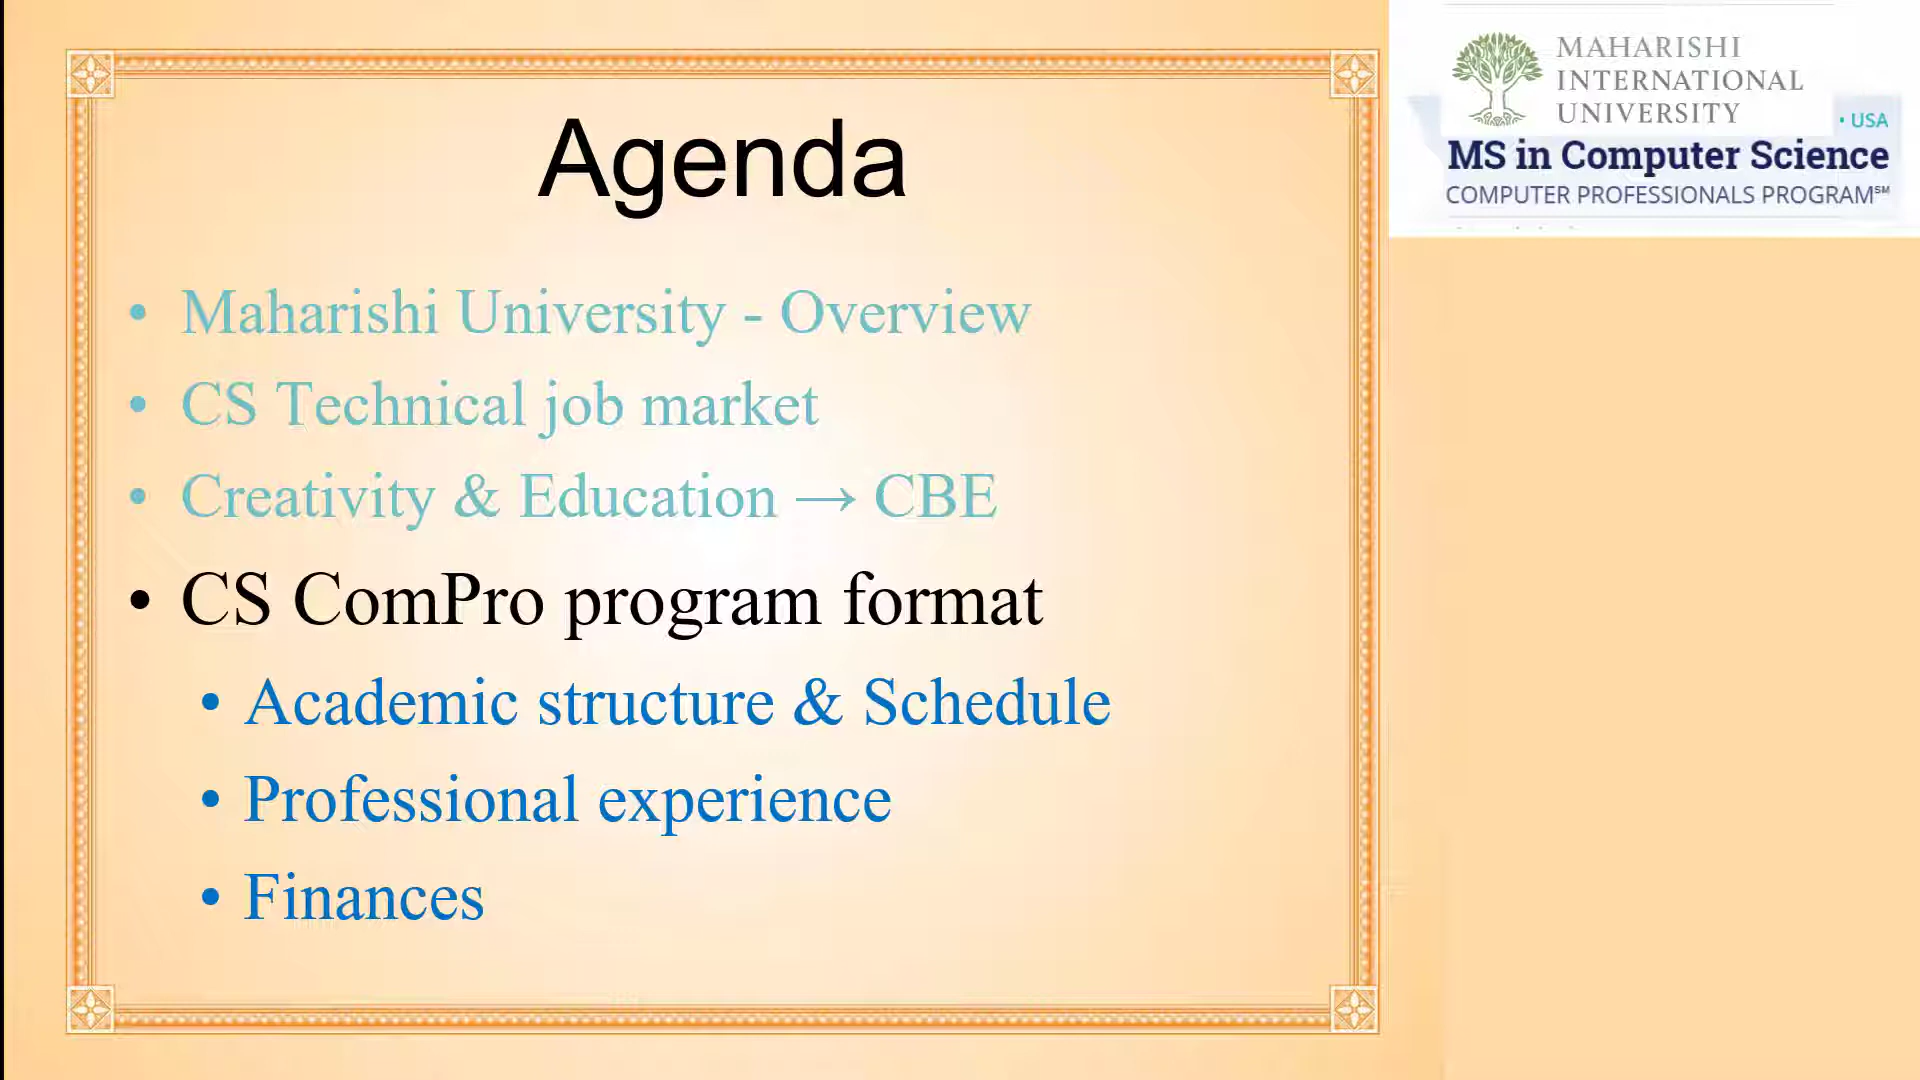 Agenda
• Maharishi University - Overview
• CS Technical job market
• Creativity & Education → CBE
• CS ComPro program format
• Academic structure & Schedule
• Professional experience
• Finances
MAHARISHI
INTERNATIONAL
UNIVERSITY
• USA
MS in Computer Science
COMPUTER PROFESSIONALS PROGRAM℠